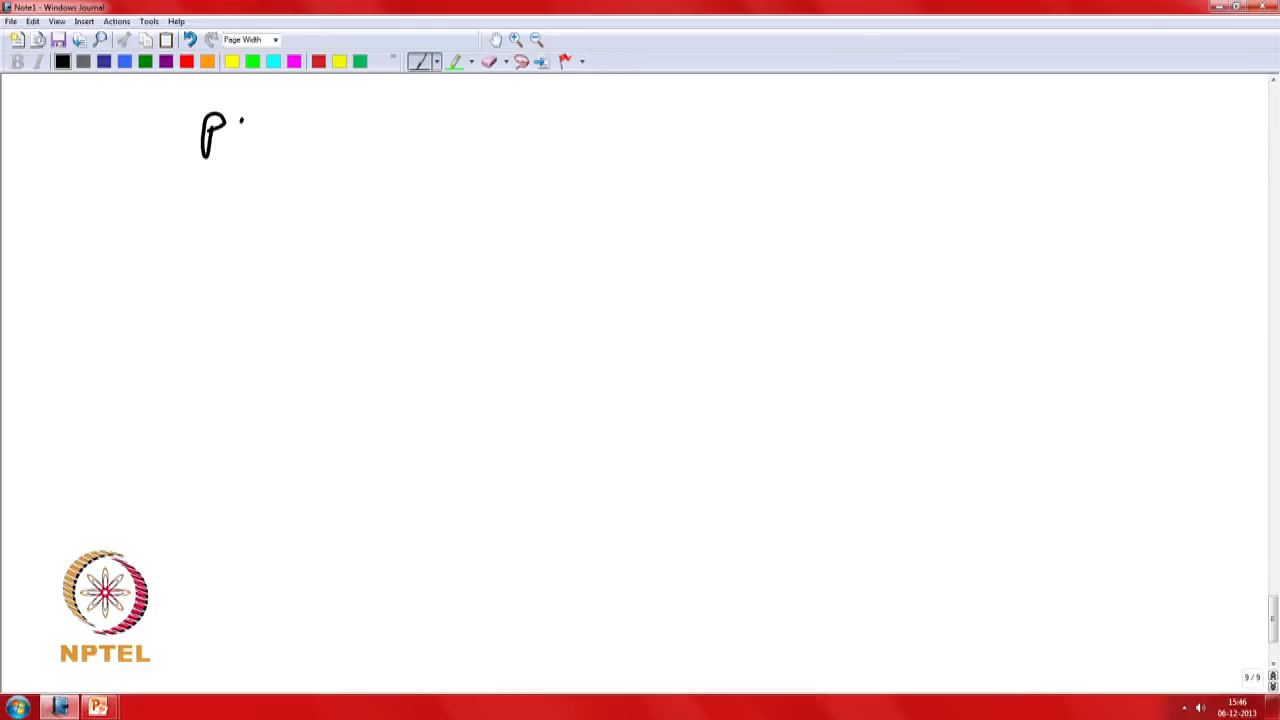 Note1 - Windows Journal
File Edit View Insert Actions Tools Help
Page Width
B I
P.
NPTEL
9 / 9
15:46
06-12-2013